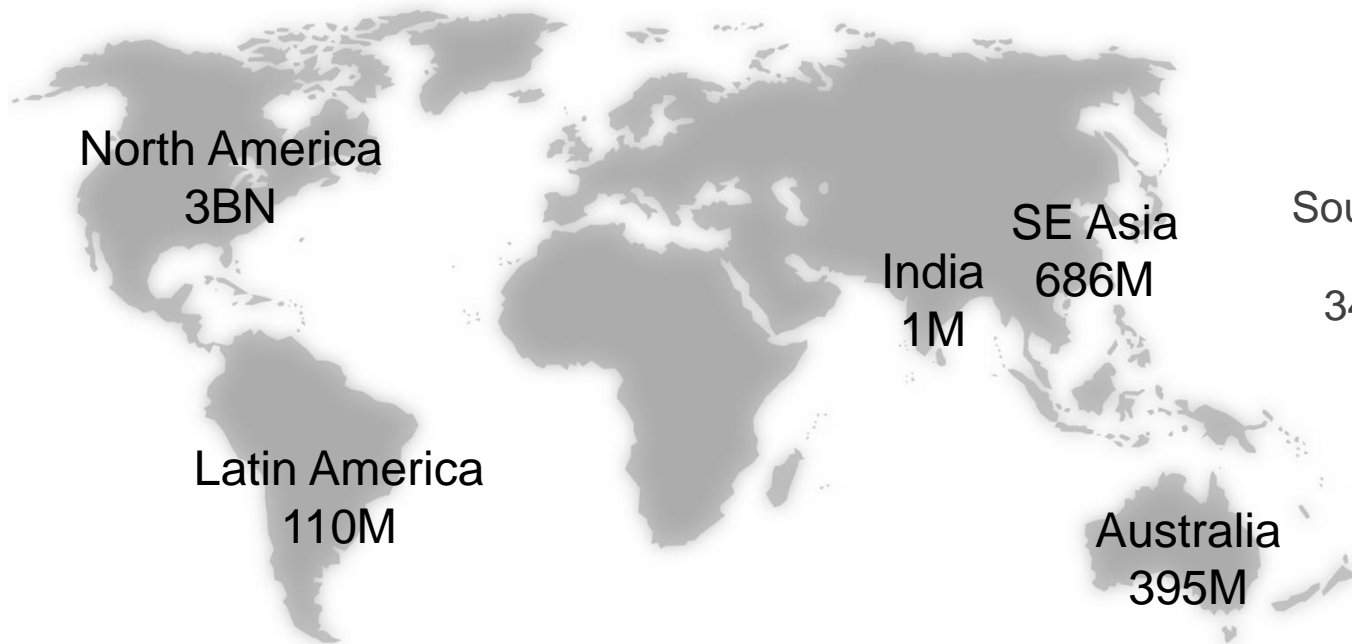 North America
3BN
SE Asia
686M
India
1M
Latin America
110M
Australia
395M